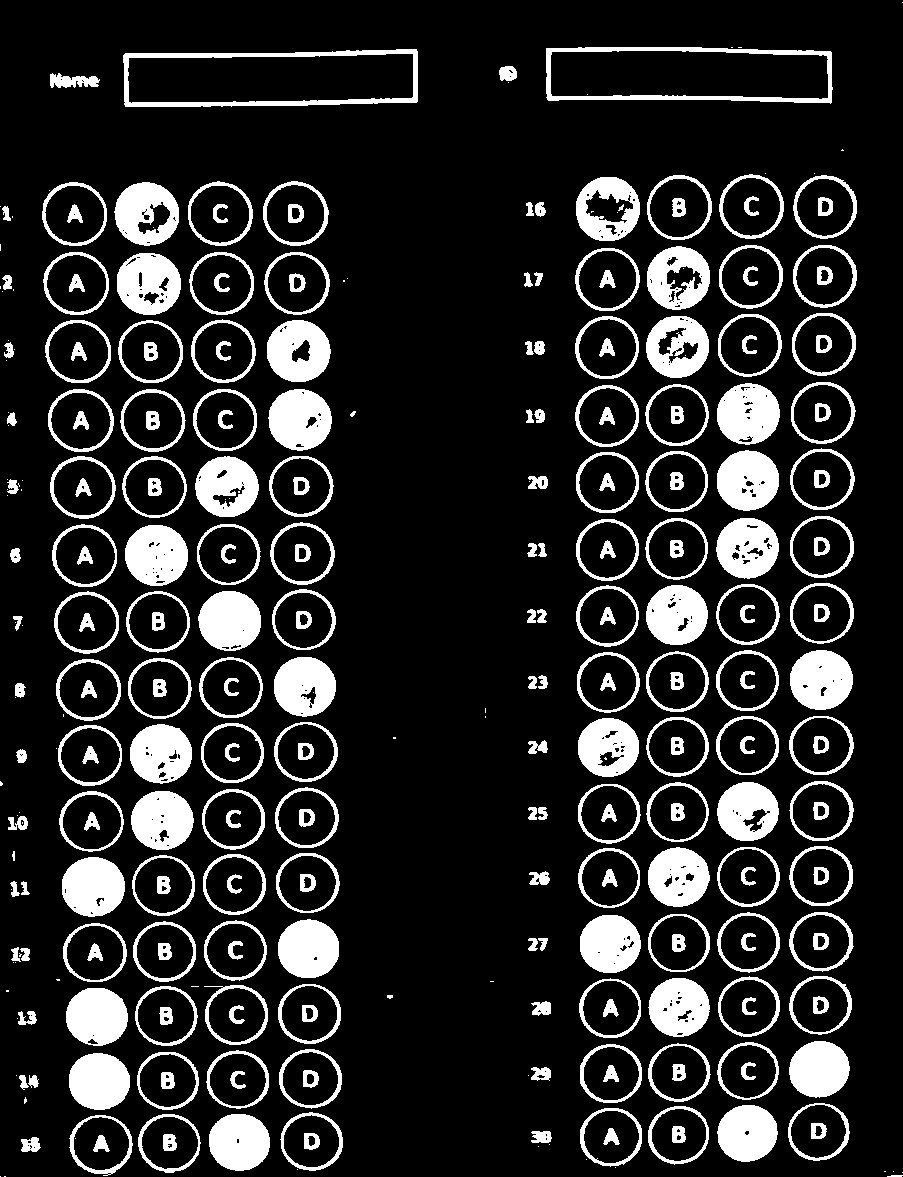 Name
ID
1 A C D
2 A C D
3 A B C
4 A B C
5 A B D
6 A C D
7 A B D
8 A B C
9 A C D
10 A C D
11 B C D
12 A B C
13 B C D
14 B C D
15 A B D
16 B C D
17 A C D
18 A C D
19 A B D
20 A B D
21 A B D
22 A C D
23 A B C
24 B C D
25 A B D
26 A C D
27 B C D
28 A C D
29 A B C
30 A B D